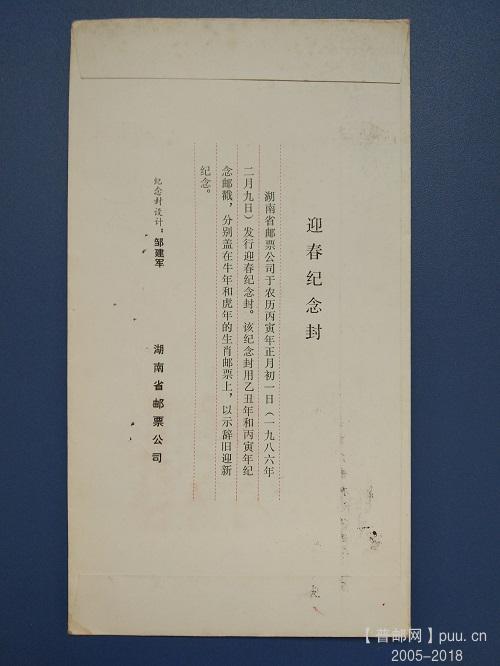 迎春纪念封
湖南省邮票公司于农历丙寅年正月初一日（一九八六年
二月九日）发行迎春纪念封。该纪念封用乙丑年和丙寅年纪
念邮戳，分别盖在牛年和虎年的生肖邮票上，以示辞旧迎新
纪念。
纪念封设计：邹建军
湖南省邮票公司
【普邮网】puu.cn
2005-2018